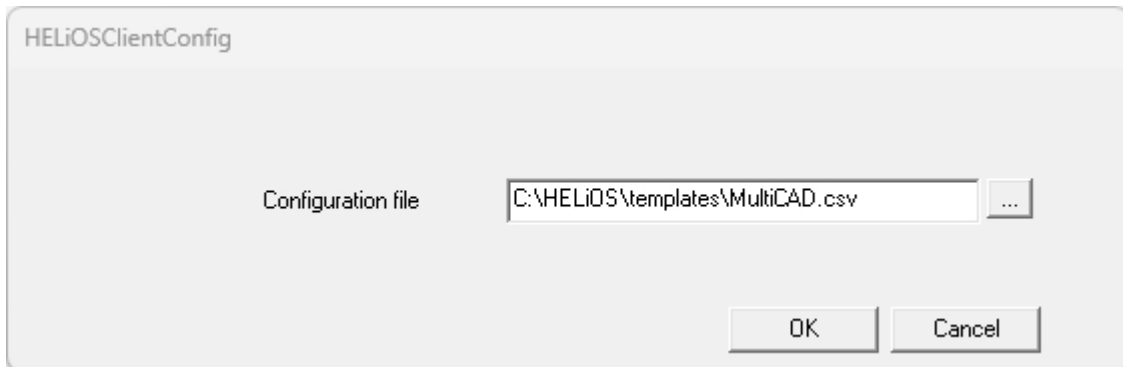 HELiOSClientConfig
Configuration file C:\HELiOS\templates\MultiCAD.csv ...
OK Cancel